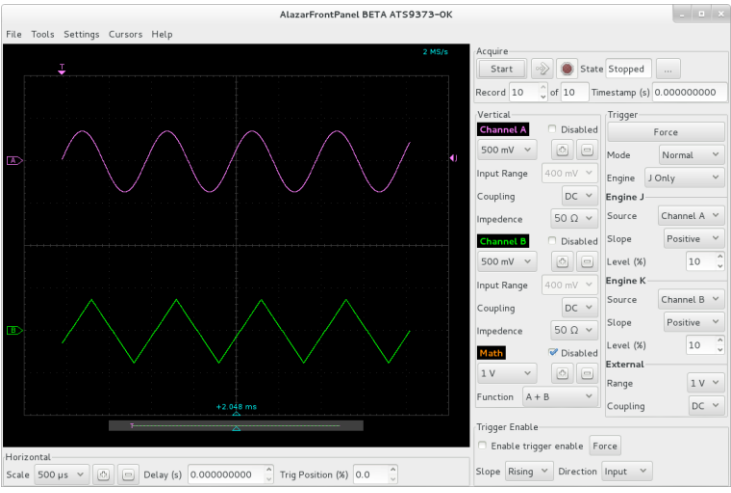 AlazarFrontPanel BETA ATS9373-OK
File Tools Settings Cursors Help
2 MS/s
T
A
J
B
+2.048 ms
T
Horizontal
Scale 500 µs Delay (s) 0.000000000 Trig Position (%) 0.0
Acquire
Start State Stopped ...
Record 10 of 10 Timestamp (s) 0.000000000
Vertical
Channel A Disabled
500 mV
Input Range 400 mV
Coupling DC
Impedence 50 Ω
Channel B Disabled
500 mV
Input Range 400 mV
Coupling DC
Impedence 50 Ω
Math Disabled
1 V
Function A + B
Trigger
Force
Mode Normal
Engine J Only
Engine J
Source Channel A
Slope Positive
Level (%) 10
Engine K
Source Channel B
Slope Positive
Level (%) 10
External
Range 1 V
Coupling DC
Trigger Enable
Enable trigger enable Force
Slope Rising Direction Input